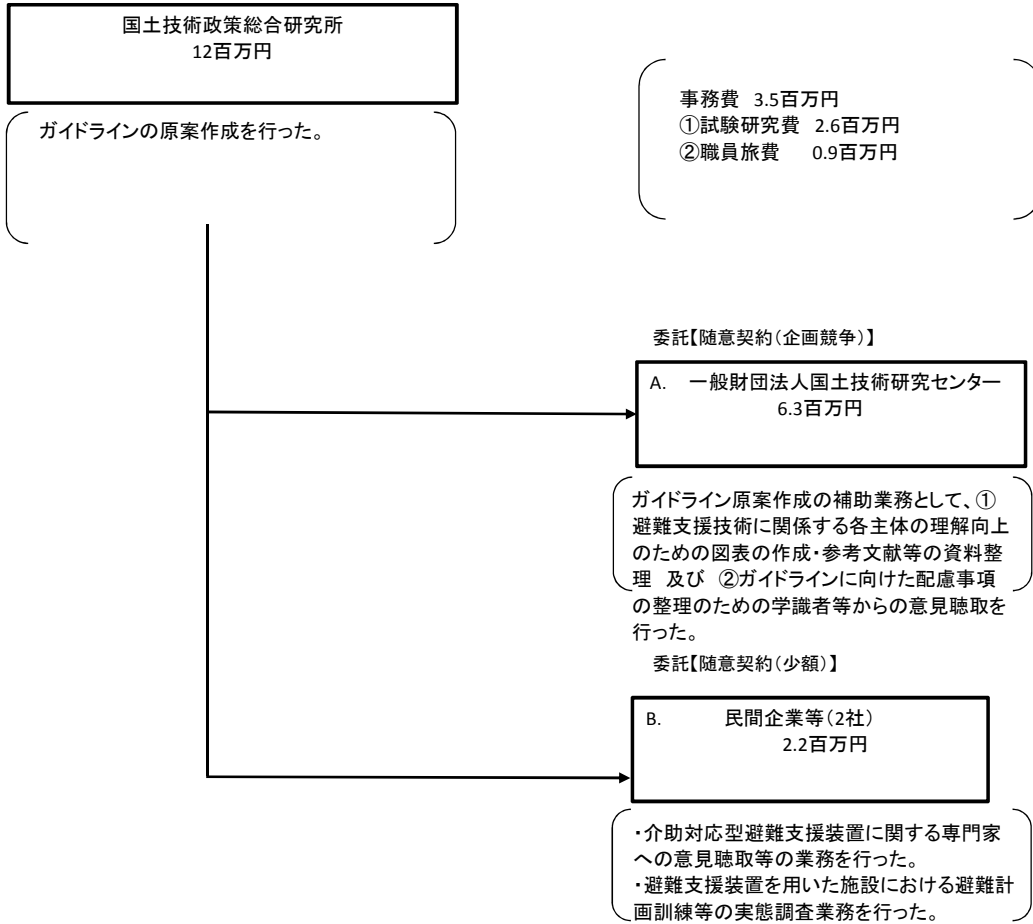 国土技術政策総合研究所
12百万円
ガイドラインの原案作成を行った。
事務費 3.5百万円
①試験研究費 2.6百万円
②職員旅費 0.9百万円
委託【随意契約(企画競争)】
A. 一般財団法人国土技術研究センター
6.3百万円
ガイドライン原案作成の補助業務として、①
避難支援技術に関係する各主体の理解向上
のための図表の作成・参考文献等の資料整
理 及び ②ガイドラインに向けた配慮事項
の整理のための学識者等からの意見聴取を
行った。
委託【随意契約(少額)】
B. 民間企業等(2社)
2.2百万円
・介助対応型避難支援装置に関する専門家
への意見聴取等の業務を行った。
・避難支援装置を用いた施設における避難計
画訓練等の実態調査業務を行った。